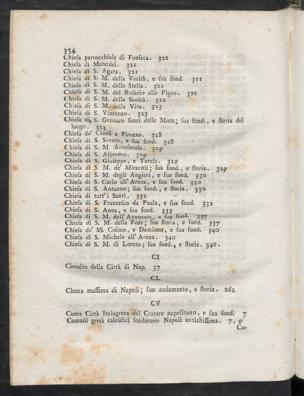 354
Chiesa parrocchiale di Fonseca. 321
Chiesa di Materdei. 321
Chiesa di S. Agata. 321
Chiesa di S. M. della Verità, e sua fond. 321
Chiesa di S. M. della Stella. 321
Chiesa di S. M. del Rosario alle Pigne. 321
Chiesa di S. M. della Sanità. 322
Chiesa di S. M. della Vita. 323
Chiesa di S. Vincenzo. 323
Chiesa di S. Gennaro fuori delle Mura; sua fond., e storia del
luogo. 323
Chiesa de' Cinesi a Pirozzo. 328
Chiesa di S. Severo, e sua fond. 328
Chiesa di S. M. 329
Chiesa di S. Aspremo. 329
Chiesa di S. Giuseppe, e Teresa. 329
Chiesa di S. M. de' Miracoli; sua fond., e storia. 329
Chiesa di S. M. degli Angioli, e sua fond. 330
Chiesa di S. Carlo all' Arena, e sua fond. 330
Chiesa di S. Antonio; sua fond., e storia. 330
Chiesa di tutt' i Santi. 332
Chiesa di S. Francesco da Paula, e sua fond. 332
Chiesa di S. Anna, e sua fond. 333
Chiesa di S. M. dell' Avvocata, e sua fond. 337
Chiesa di S. M. della Fede; sua fond., e storia. 337
Chiesa de' SS. Cosmo, e Damiano, e sua fond. 340
Chiesa di S. Michele all' Arena. 340
Chiesa di S. M. di Loreto; sua fond., e storia. 340.
CI
Circuito della Città di Nap. 37
CL
Cloaca massima di Napoli; suo andamento, e storia. 262
CV
Cuma Città Italogreca del Cratere napolitano, e sua fond. 7
Cumani greci calcidici fondarono Napoli antichissima. 7, 9
Cu-